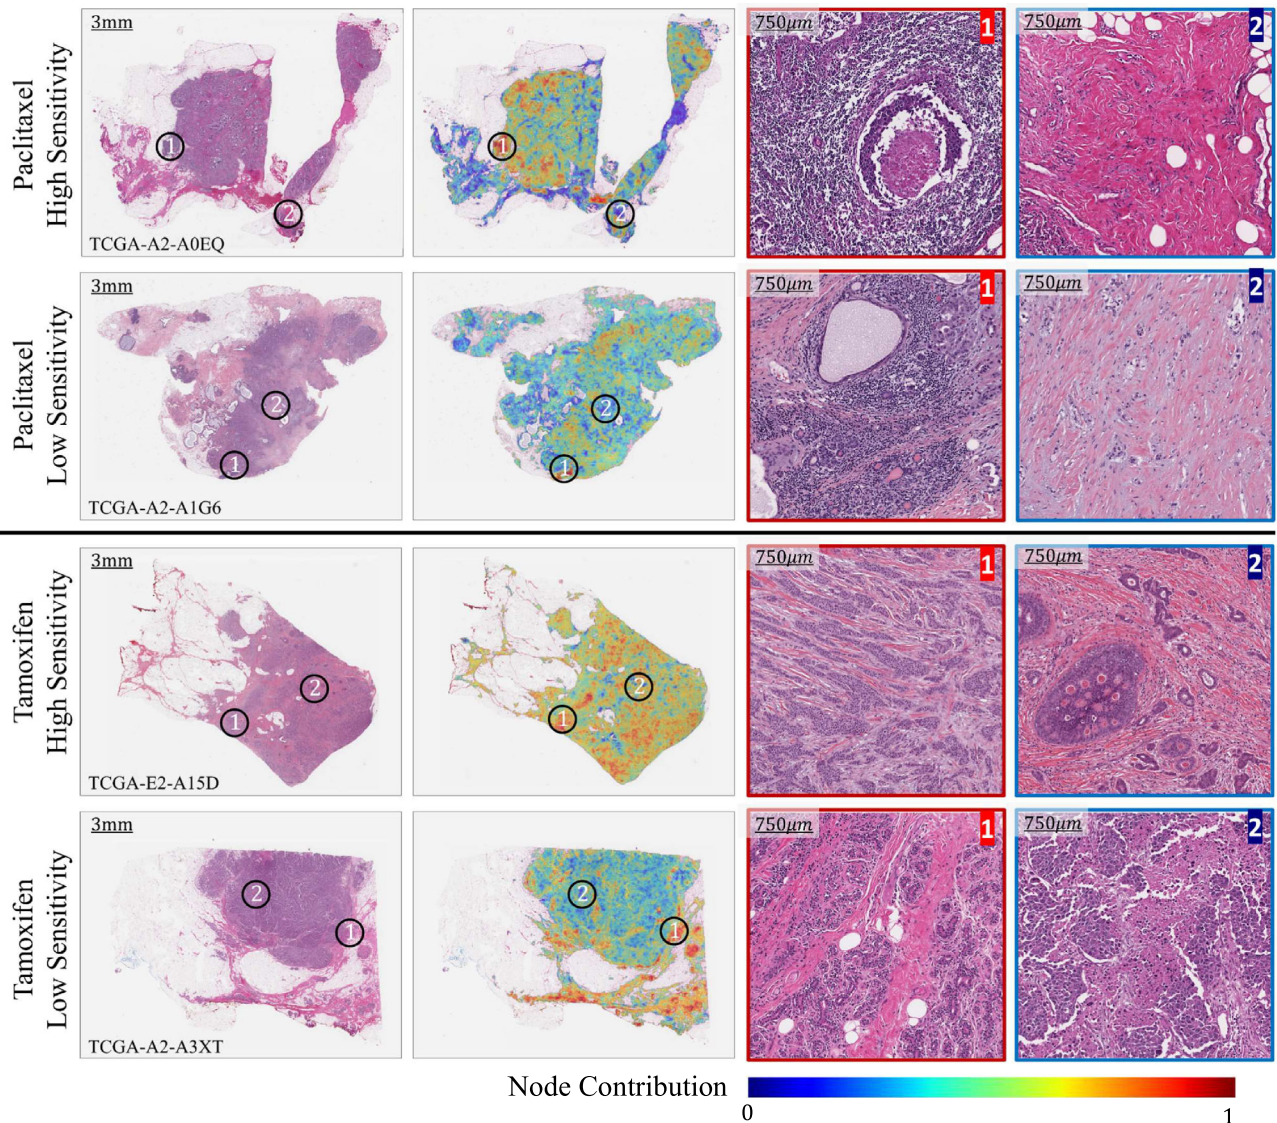 Paclitaxel
High Sensitivity
3mm
1
2
TCGA-A2-A0EQ
1
2
750μm
1
750μm
2
Paclitaxel
Low Sensitivity
3mm
2
1
TCGA-A2-A1G6
2
1
750μm
1
750μm
2
Tamoxifen
High Sensitivity
3mm
2
1
TCGA-E2-A15D
2
1
750μm
1
750μm
2
Tamoxifen
Low Sensitivity
3mm
2
1
TCGA-A2-A3XT
2
1
750μm
1
750μm
2
Node Contribution
0
1